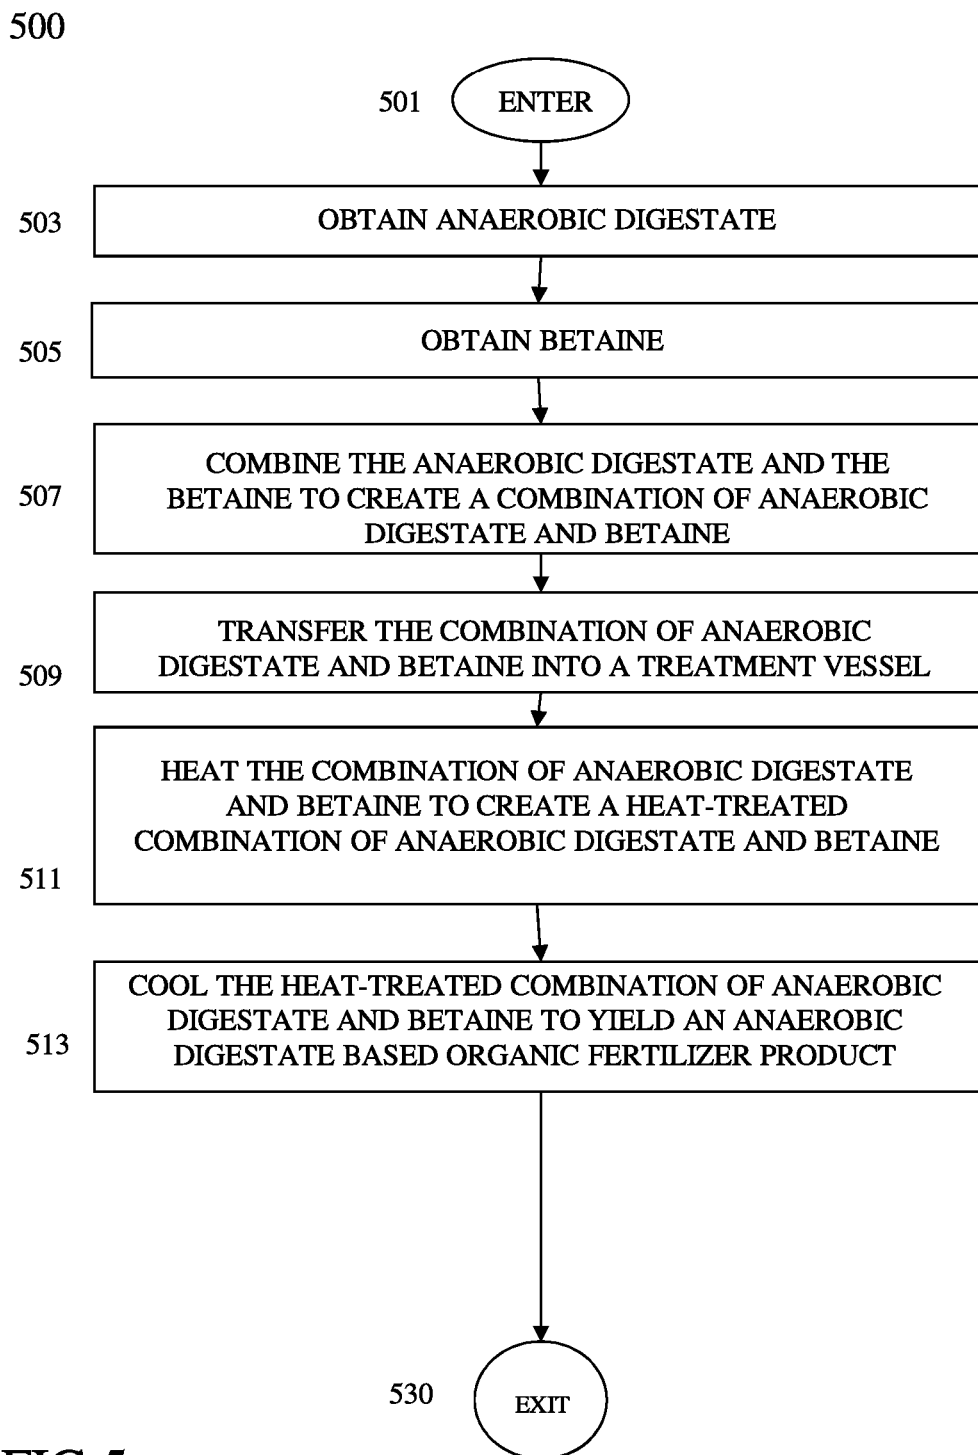 500
501 ENTER
503 OBTAIN ANAEROBIC DIGESTATE
505 OBTAIN BETAINE
COMBINE THE ANAEROBIC DIGESTATE AND THE
507 BETAINE TO CREATE A COMBINATION OF ANAEROBIC
DIGESTATE AND BETAINE
TRANSFER THE COMBINATION OF ANAEROBIC
509 DIGESTATE AND BETAINE INTO A TREATMENT VESSEL
HEAT THE COMBINATION OF ANAEROBIC DIGESTATE
AND BETAINE TO CREATE A HEAT-TREATED
COMBINATION OF ANAEROBIC DIGESTATE AND BETAINE
511
COOL THE HEAT-TREATED COMBINATION OF ANAEROBIC
DIGESTATE AND BETAINE TO YIELD AN ANAEROBIC
513 DIGESTATE BASED ORGANIC FERTILIZER PRODUCT
530 EXIT
FIG 5